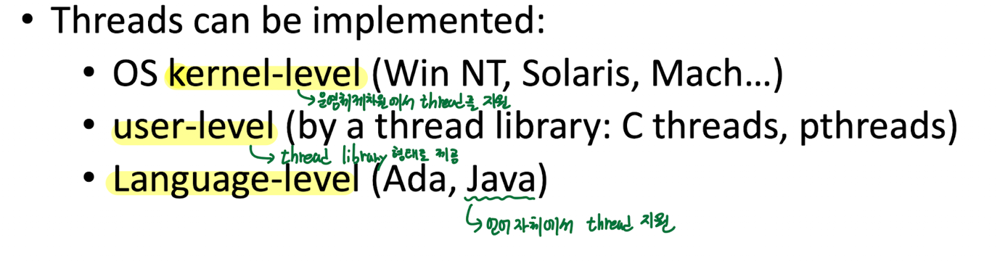 • Threads can be implemented:
• OS kernel-level (Win NT, Solaris, Mach...)
운영체제차원에서 thread를 지원
• user-level (by a thread library: C threads, pthreads)
thread library 형태로 제공
• Language-level (Ada, Java)
언어 자체에서 thread 지원